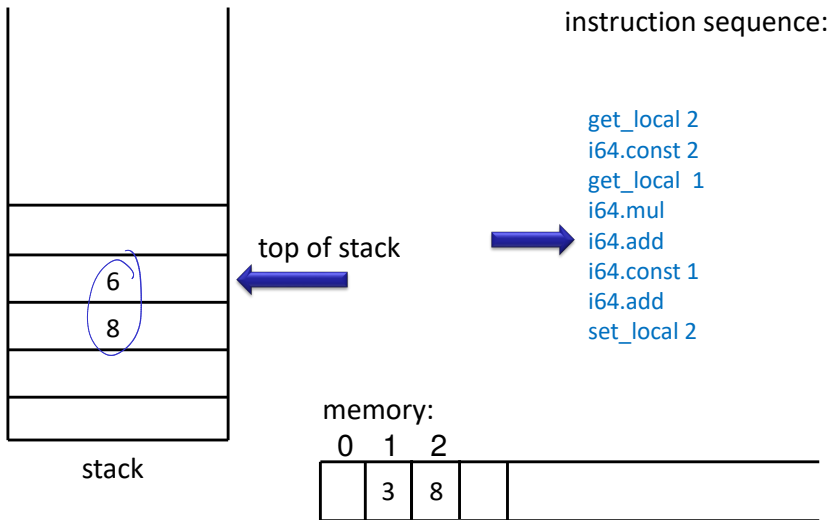 instruction sequence:
get_local 2
i64.const 2
get_local 1
i64.mul
i64.add
i64.const 1
i64.add
set_local 2
top of stack
6
8
stack
memory:
0 1 2
3 8